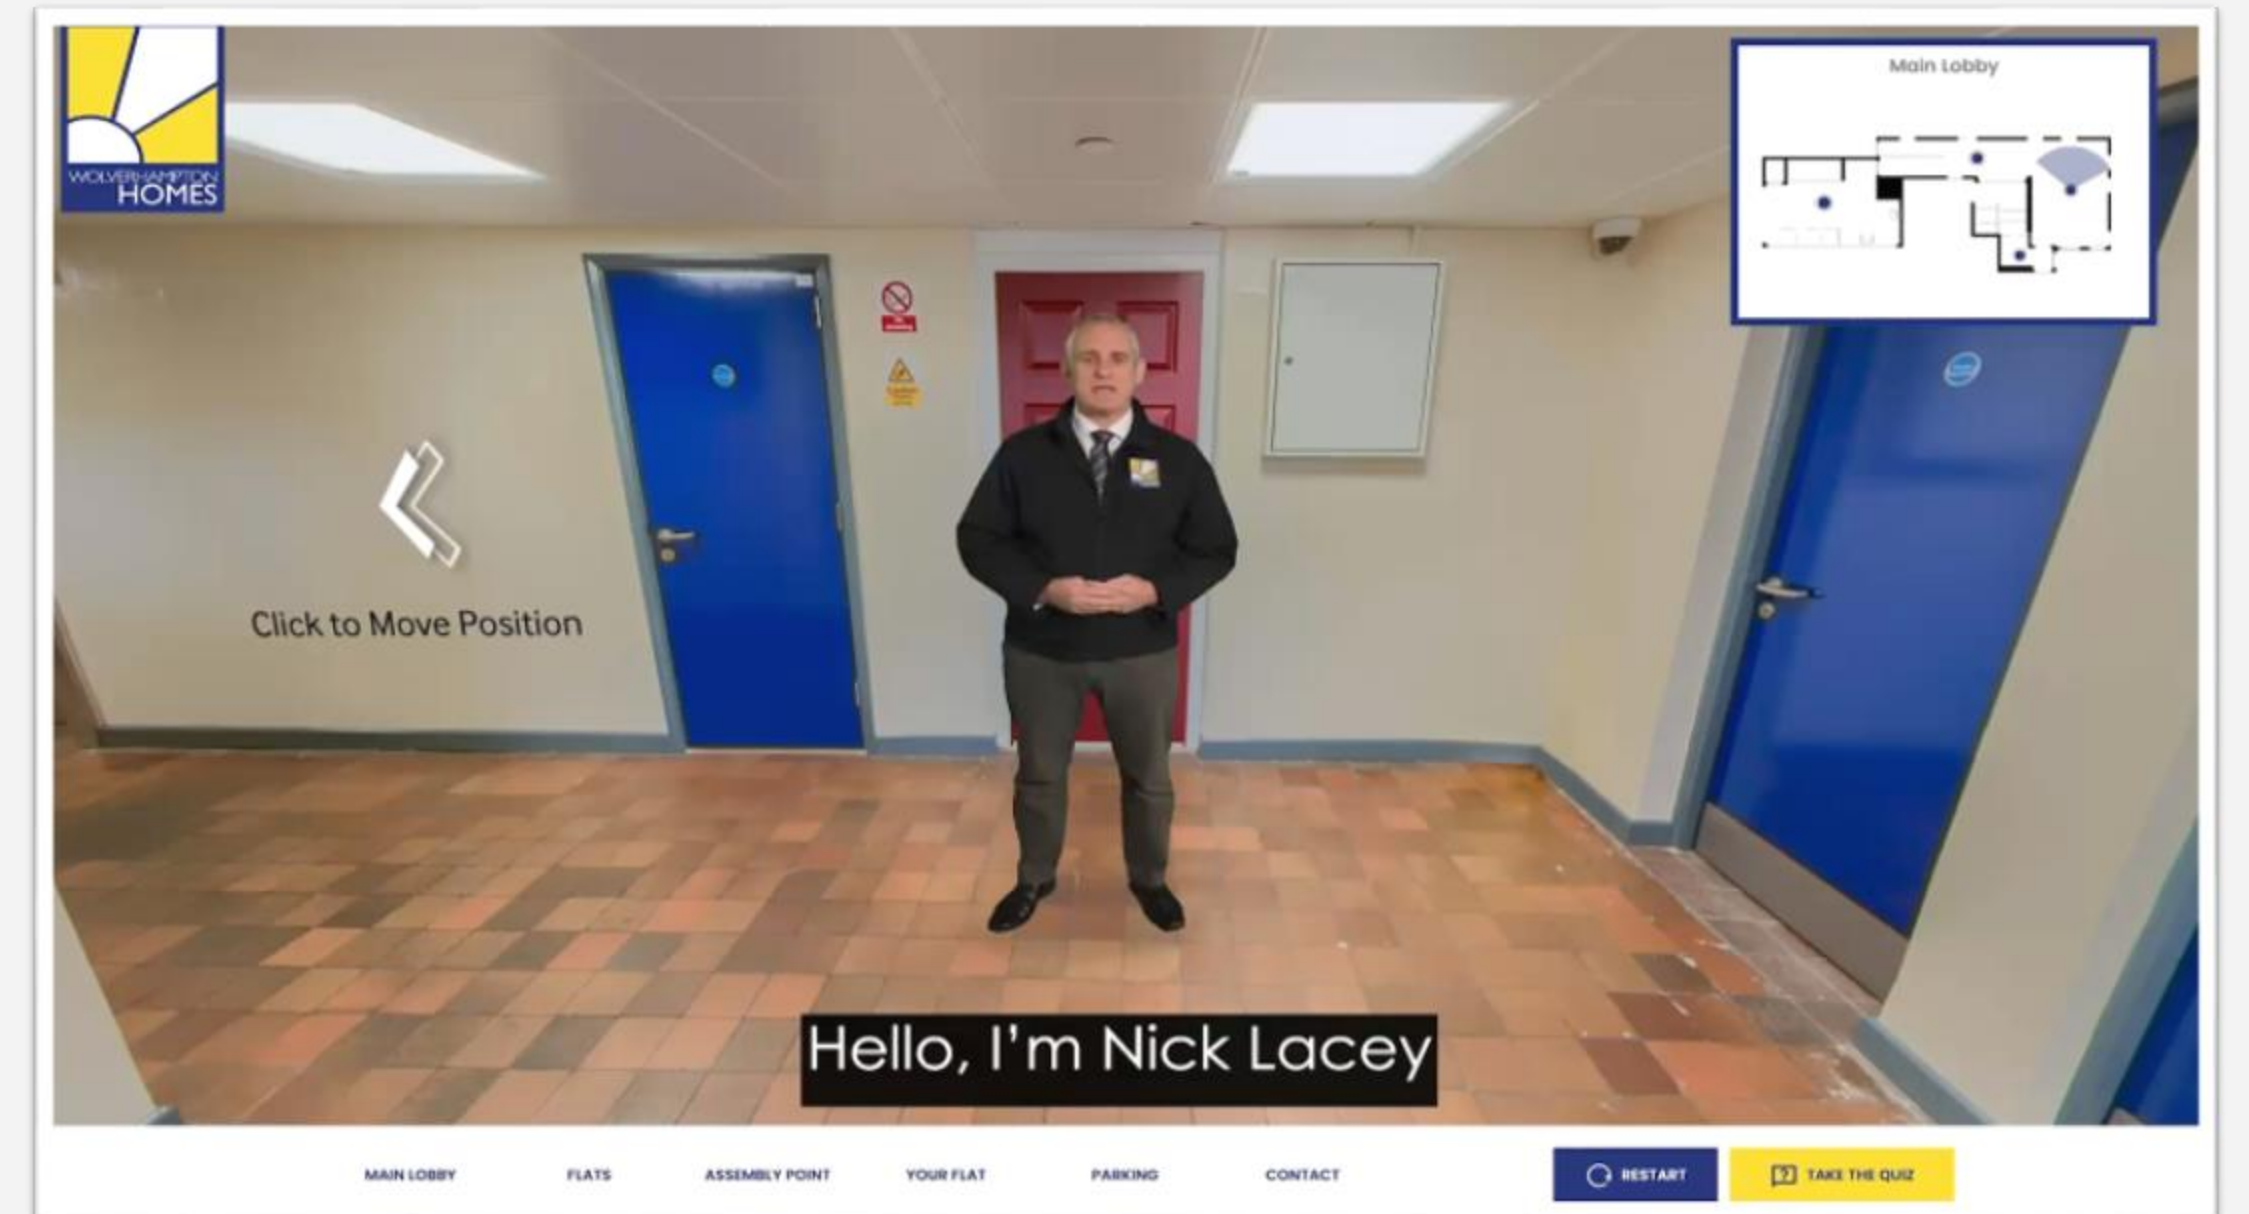 WOLVERHAMPTON
HOMES
Main Lobby
Click to Move Position
Hello, I'm Nick Lacey
MAIN LOBBY
FLATS
ASSEMBLY POINT
YOUR FLAT
PARKING
CONTACT
RESTART
TAKE THE QUIZ